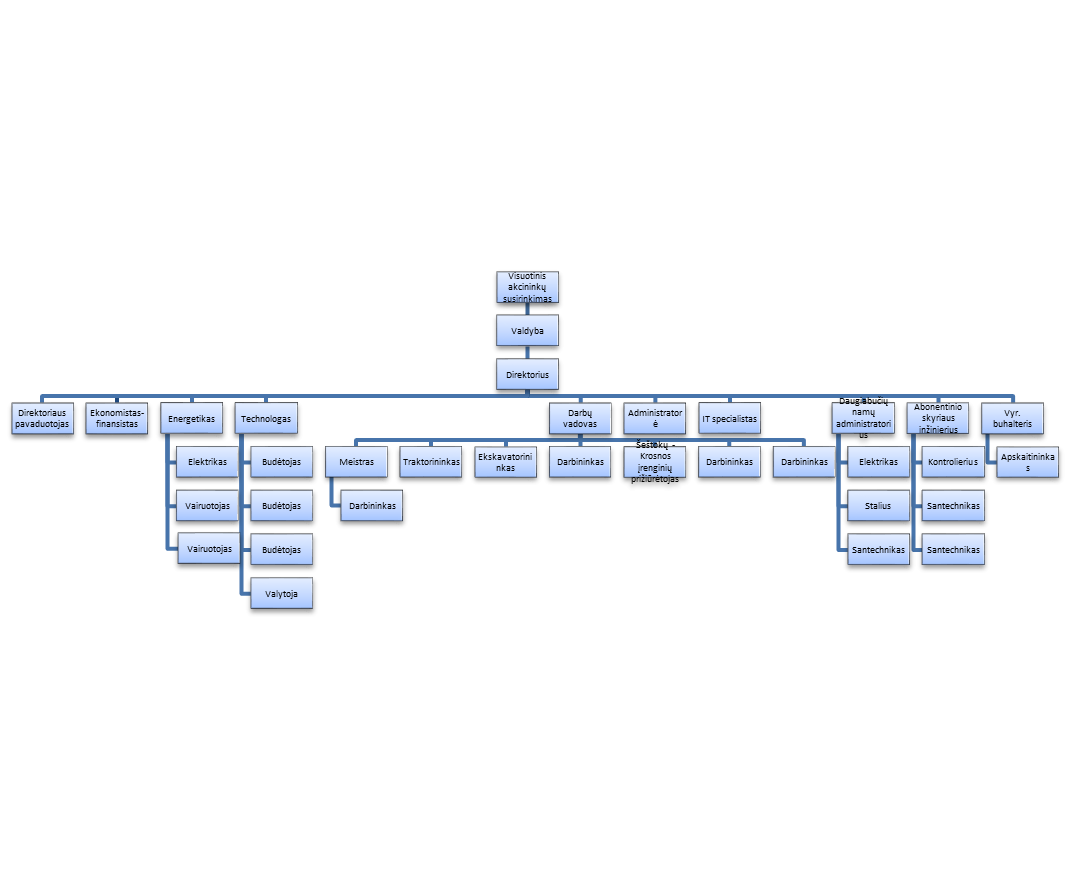 Visuotinis
akcininkų
susirinkimas
Valdyba
Direktorius
Direktoriaus
pavaduotojas
Ekonomistas-
finansistas
Energetikas
Technologas
Darbų
vadovas
Administrator
ė
IT specialistas
Daugiabučių
namų
administratori
us
Abonentinio
skyriaus
inžinierius
Vyr.
buhalteris
Elektrikas
Budėtojas
Meistras
Traktorininkas
Ekskavatorini
nkas
Darbininkas
Šeštokų -
Krosnos
įrenginių
prižiūrėtojas
Darbininkas
Darbininkas
Elektrikas
Kontrolierius
Apskaitininka
s
Vairuotojas
Budėtojas
Darbininkas
Stalius
Santechnikas
Vairuotojas
Budėtojas
Santechnikas
Santechnikas
Valytoja